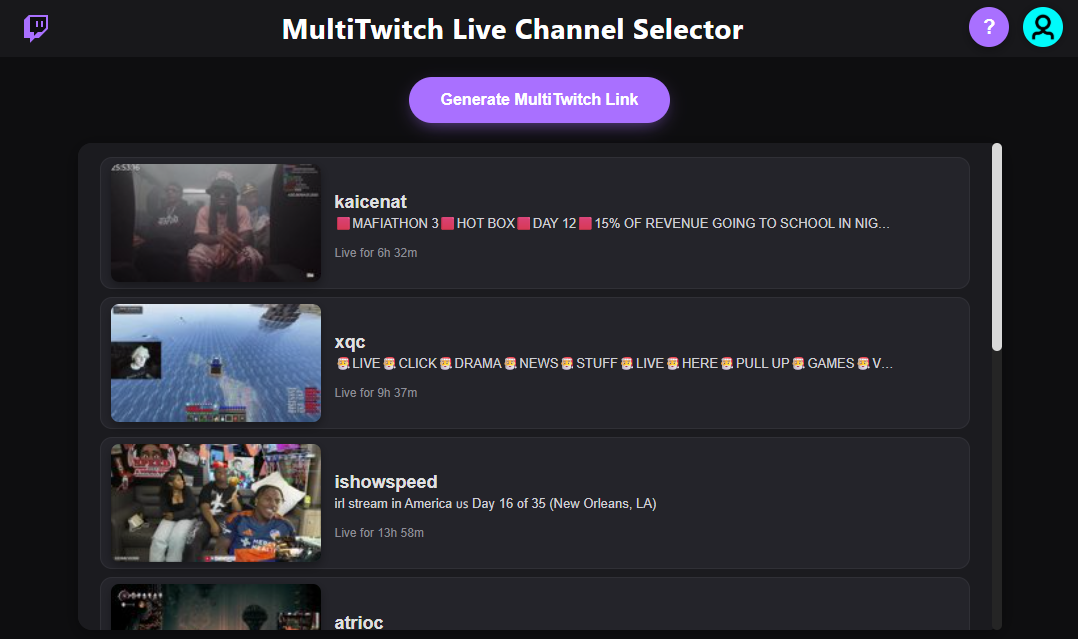 MultiTwitch Live Channel Selector
?
Generate MultiTwitch Link
kaicenat
🟥MAFIATHON 3🟥HOT BOX🟥DAY 12🟥15% OF REVENUE GOING TO SCHOOL IN NIG...
Live for 6h 32m
xqc
LIVE CLICK DRAMA NEWS STUFF LIVE HERE PULL UP GAMES V...
Live for 9h 37m
ishowspeed
irl stream in America us Day 16 of 35 (New Orleans, LA)
Live for 13h 58m
atrioc